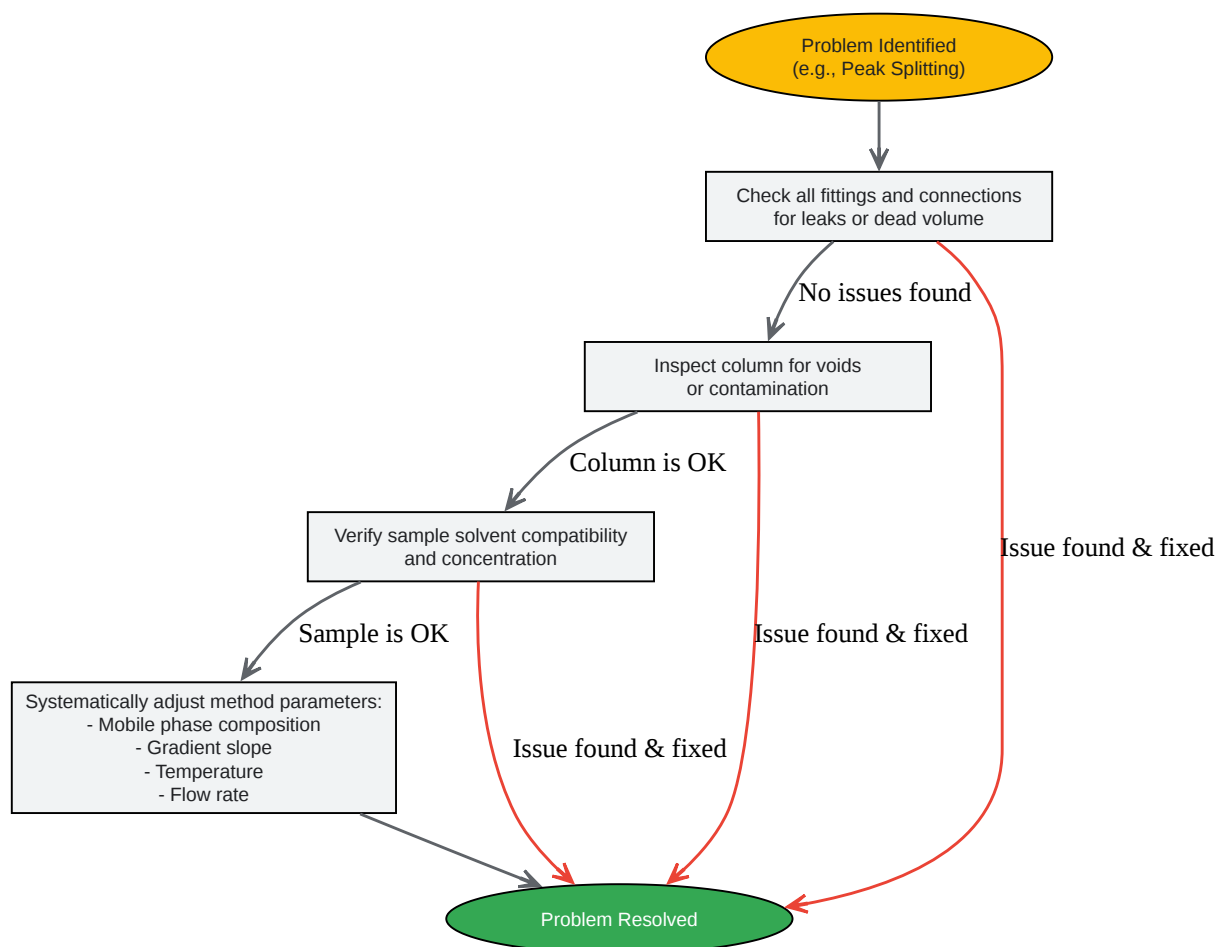 Problem Identified
(e.g., Peak Splitting)
Check all fittings and connections
for leaks or dead volume
No issues found
Inspect column for voids
or contamination
Column is OK
Verify sample solvent compatibility
and concentration
Issue found & fixed
Sample is OK
Issue found & fixed
Systematically adjust method parameters:
- Mobile phase composition
- Gradient slope
- Temperature
- Flow rate
Issue found & fixed
Problem Resolved